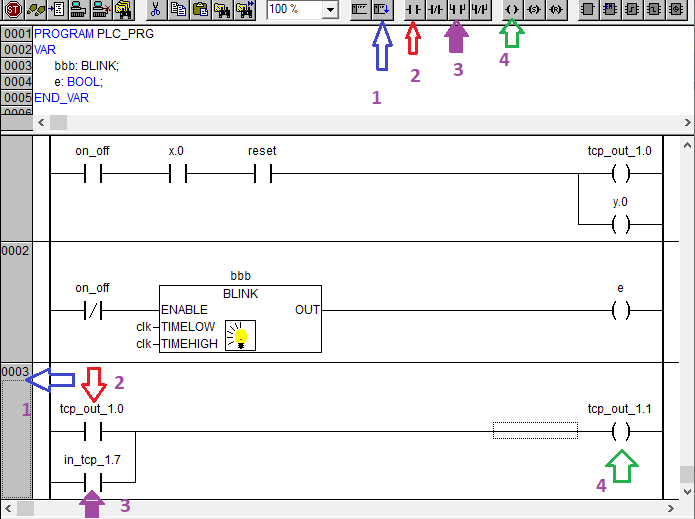 ST
100 %
(S)
(R)
1
2
3
4
0001 PROGRAM PLC_PRG
0002 VAR
0003 bbb: BLINK;
0004 e: BOOL;
0005 END_VAR
0006
on_off x.0 reset tcp_out_1.0
y.0
0002
bbb
on_off BLINK e
ENABLE OUT
clk TIMELOW
clk TIMEHIGH
0003
1
2
tcp_out_1.0 tcp_out_1.1
in_tcp_1.7
3
4